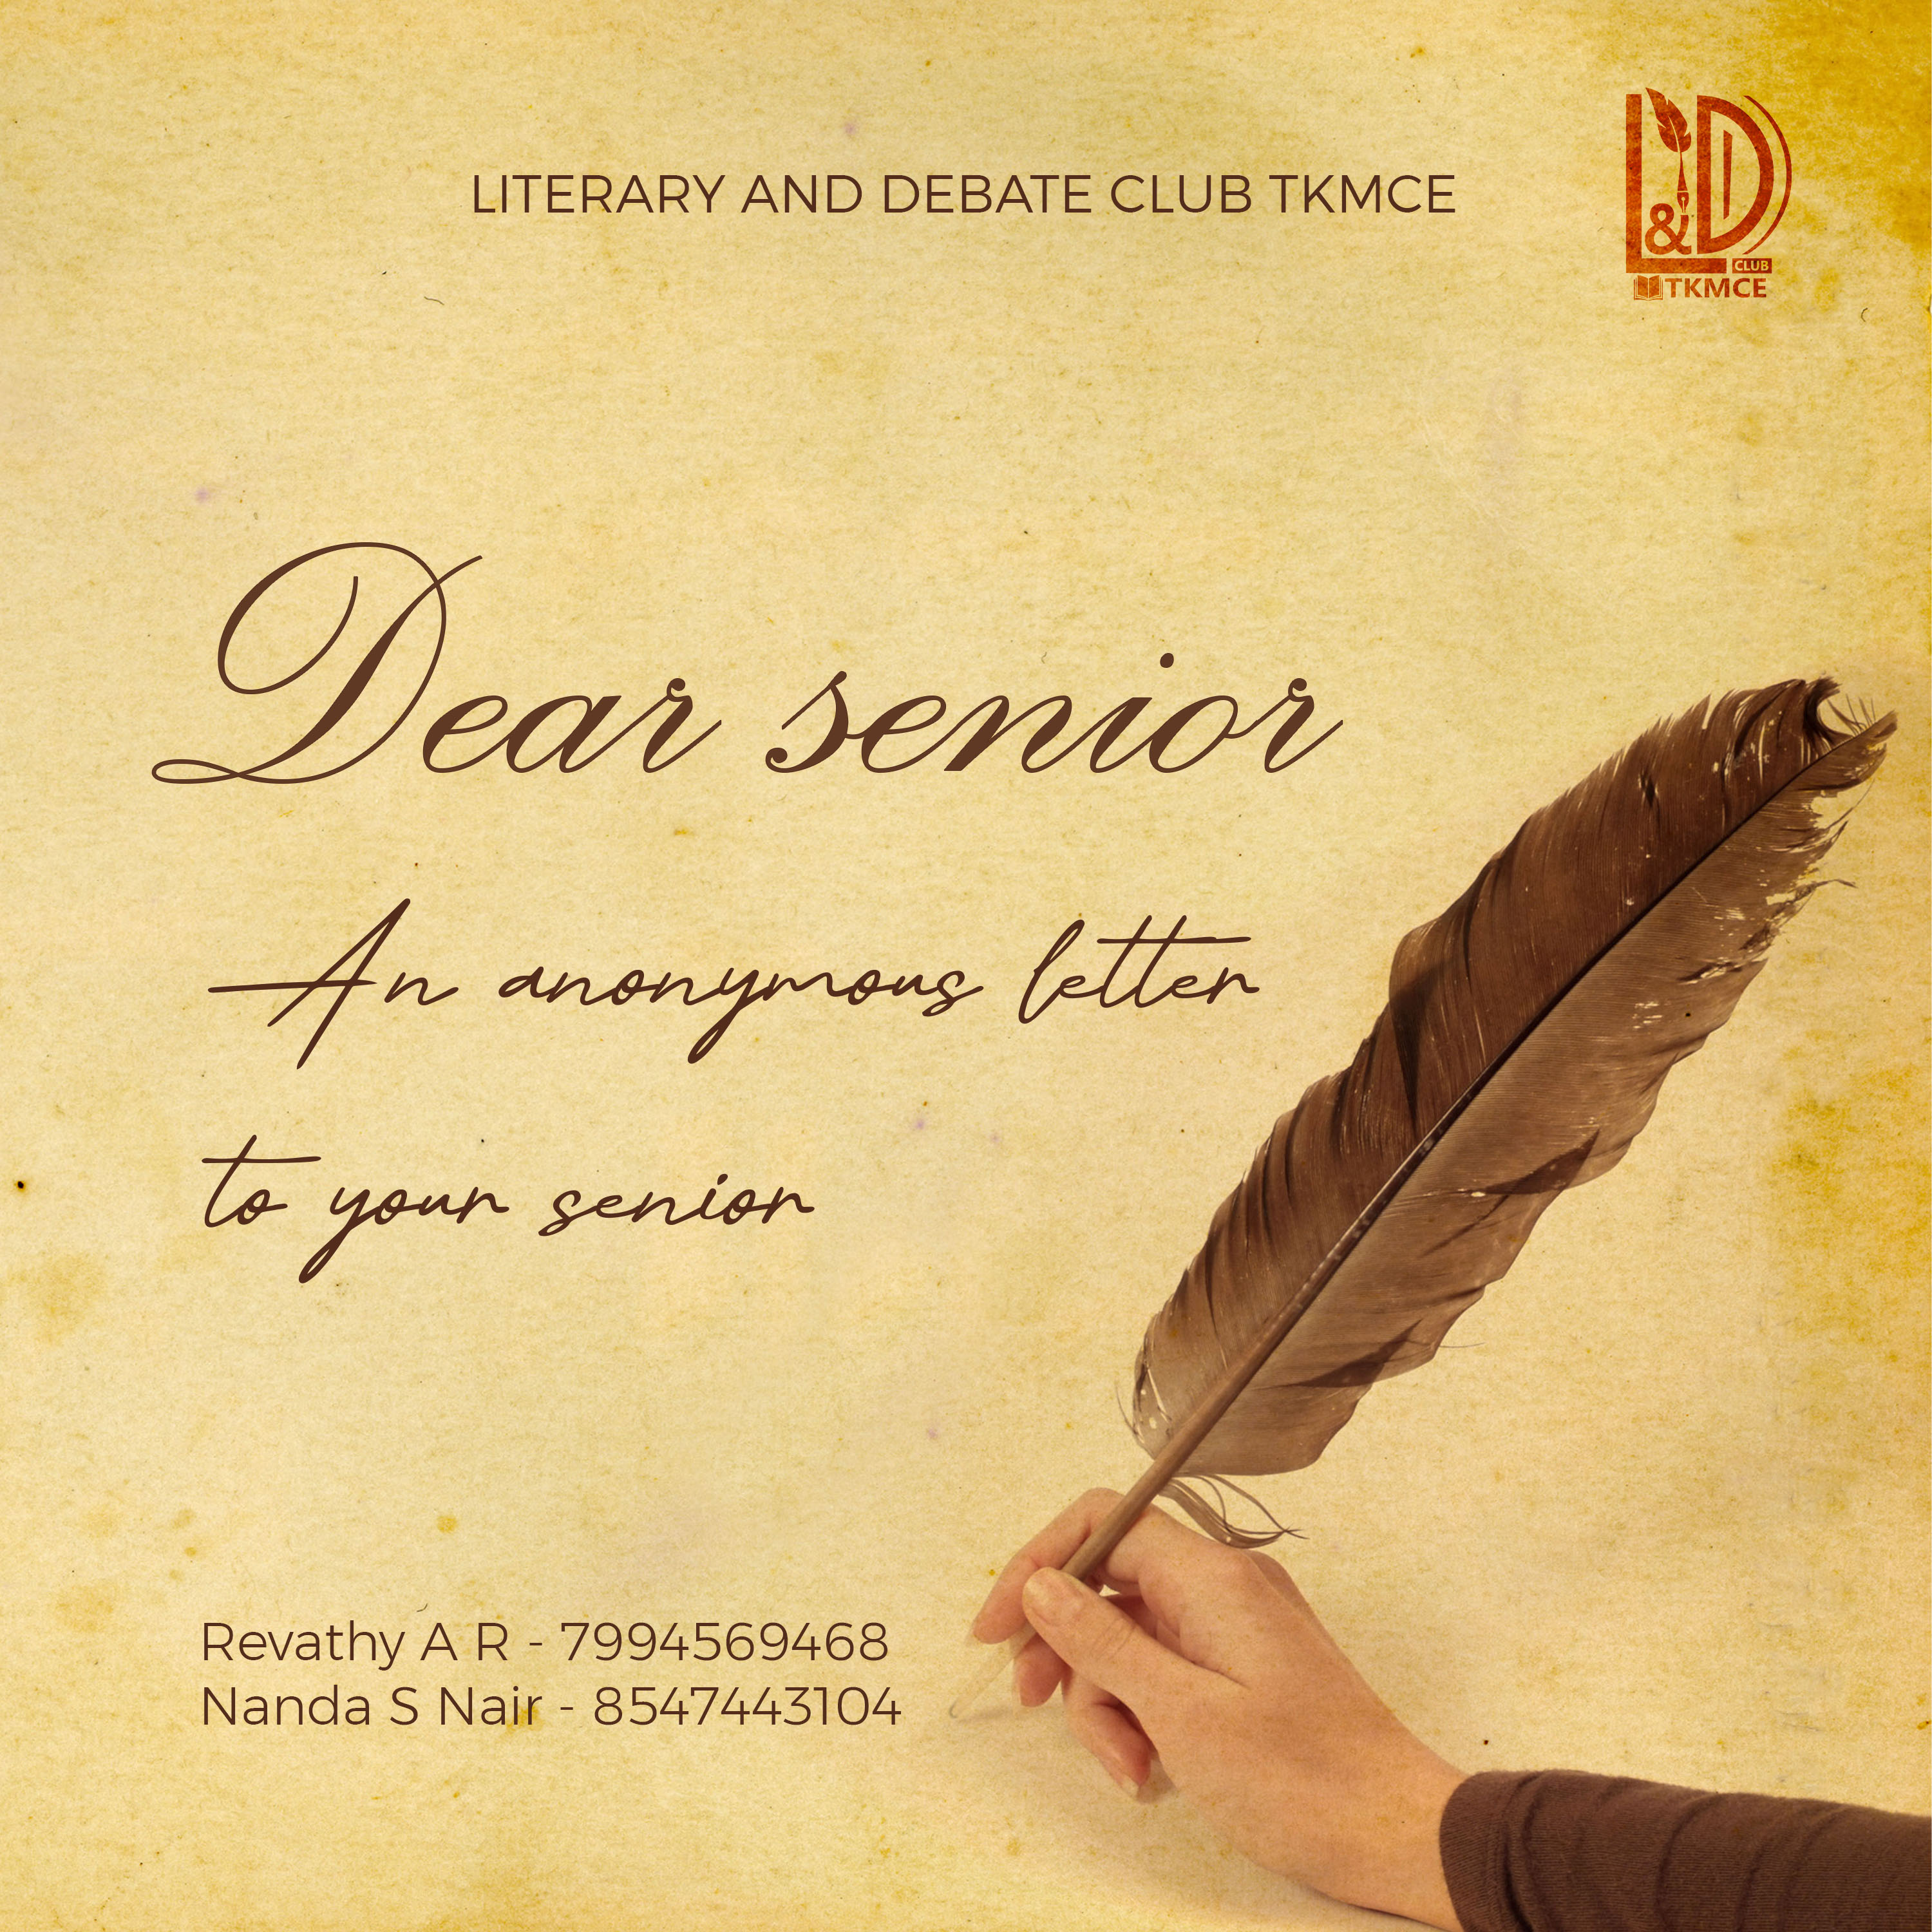 LITERARY AND DEBATE CLUB TKMCE
L&D
CLUB
TKMCE
Dear senior
An anonymous letter
to your senior
Revathy A R - 7994569468
Nanda S Nair - 8547443104